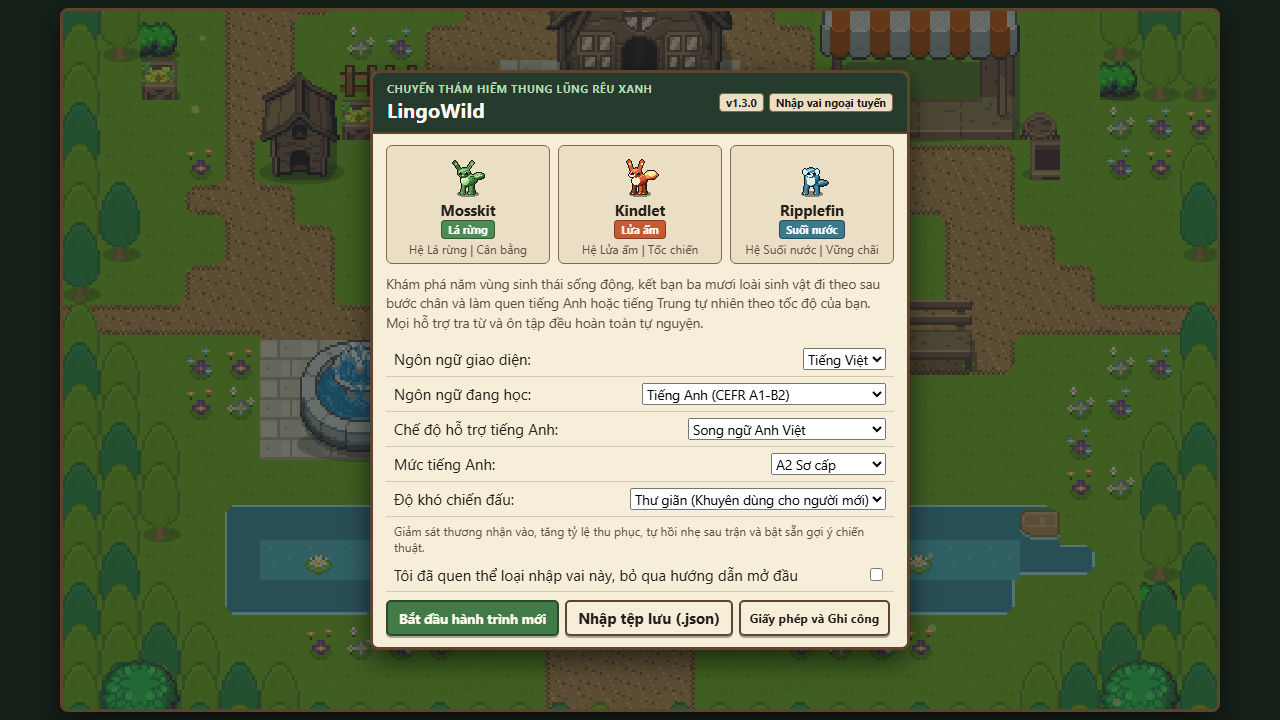 CHUYẾN THÁM HIỂM THUNG LŨNG RÊU XANH
LingoWild
v1.3.0
Nhập vai ngoại tuyến
Mosskit
Lá rừng
Hệ Lá rừng | Cân bằng
Kindlet
Lửa ấm
Hệ Lửa ấm | Tốc chiến
Ripplefin
Suối nước
Hệ Suối nước | Vững chãi
Khám phá năm vùng sinh thái sống động, kết bạn ba mươi loài sinh vật đi theo sau
bước chân và làm quen tiếng Anh hoặc tiếng Trung tự nhiên theo tốc độ của bạn.
Mọi hỗ trợ tra từ và ôn tập đều hoàn toàn tự nguyện.
Ngôn ngữ giao diện:
Tiếng Việt
Ngôn ngữ đang học:
Tiếng Anh (CEFR A1-B2)
Chế độ hỗ trợ tiếng Anh:
Song ngữ Anh Việt
Mức tiếng Anh:
A2 Sơ cấp
Độ khó chiến đấu:
Thư giãn (Khuyên dùng cho người mới)
Giảm sát thương nhận vào, tăng tỷ lệ thu phục, tự hồi nhẹ sau trận và bật sẵn gợi ý chiến
thuật.
Tôi đã quen thể loại nhập vai này, bỏ qua hướng dẫn mở đầu
Bắt đầu hành trình mới
Nhập tệp lưu (.json)
Giấy phép và Ghi công